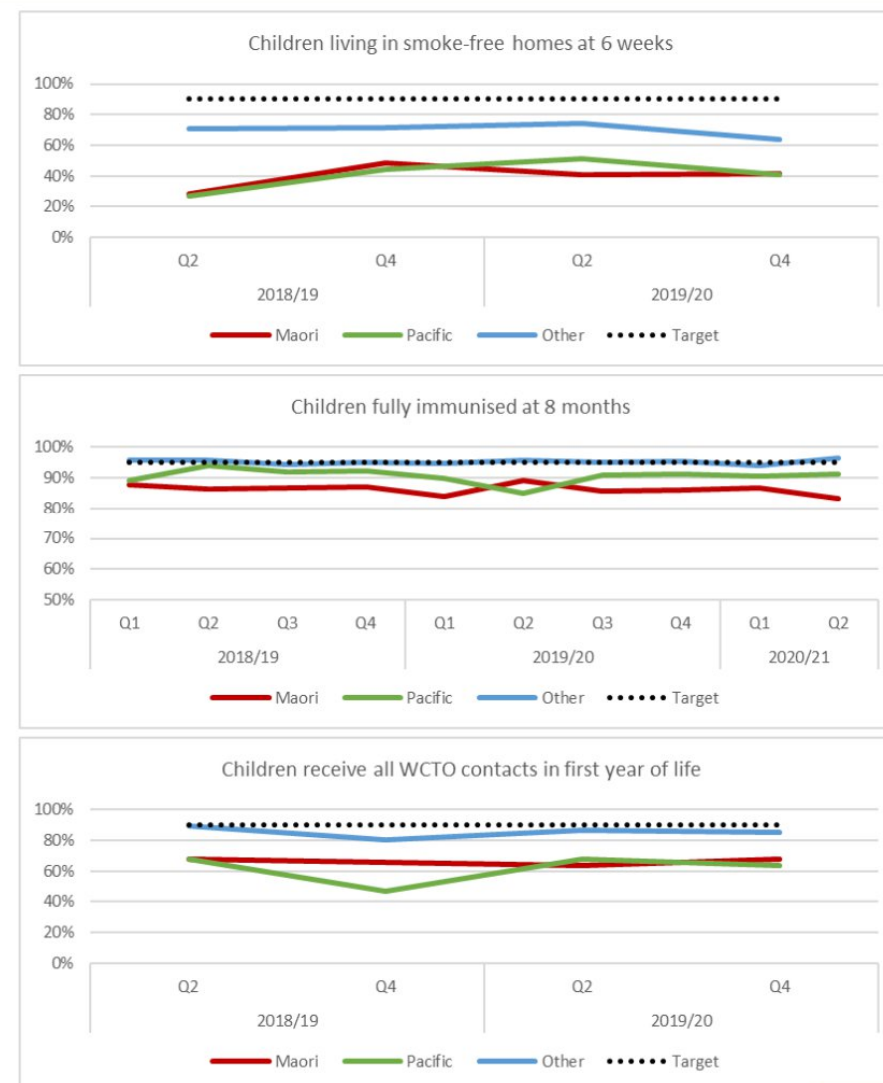 Children living in smoke-free homes at 6 weeks
100%
80%
60%
40%
20%
0%
Q2 Q4 Q2 Q4
2018/19 2019/20
Maori Pacific Other Target
Children fully immunised at 8 months
100%
90%
80%
70%
60%
50%
Q1 Q2 Q3 Q4 Q1 Q2 Q3 Q4 Q1 Q2
2018/19 2019/20 2020/21
Maori Pacific Other Target
Children receive all WCTO contacts in first year of life
100%
80%
60%
40%
20%
0%
Q2 Q4 Q2 Q4
2018/19 2019/20
Maori Pacific Other Target